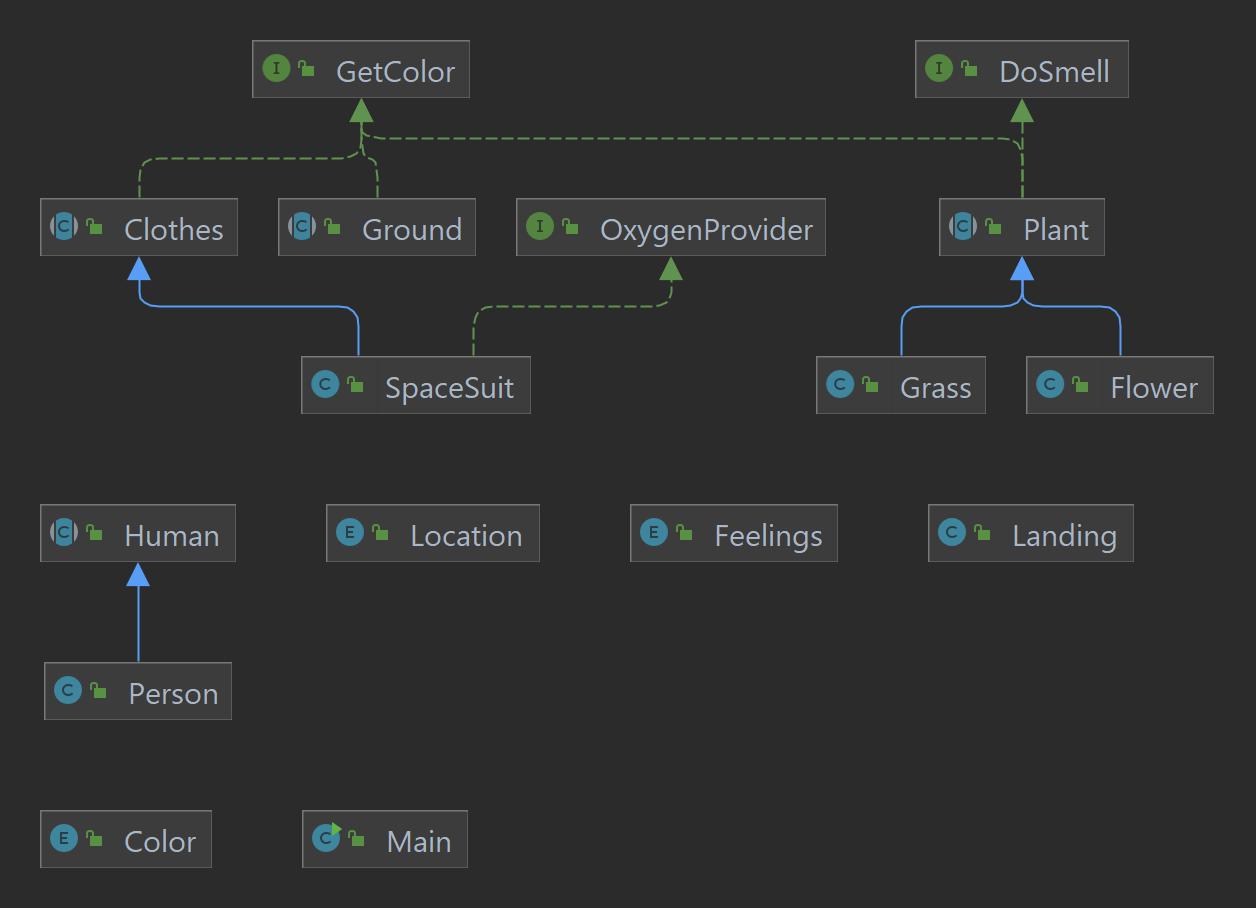 I GetColor
I DoSmell
C Clothes
C Ground
I OxygenProvider
C Plant
C SpaceSuit
C Grass
C Flower
C Human
E Location
E Feelings
C Landing
C Person
E Color
C Main